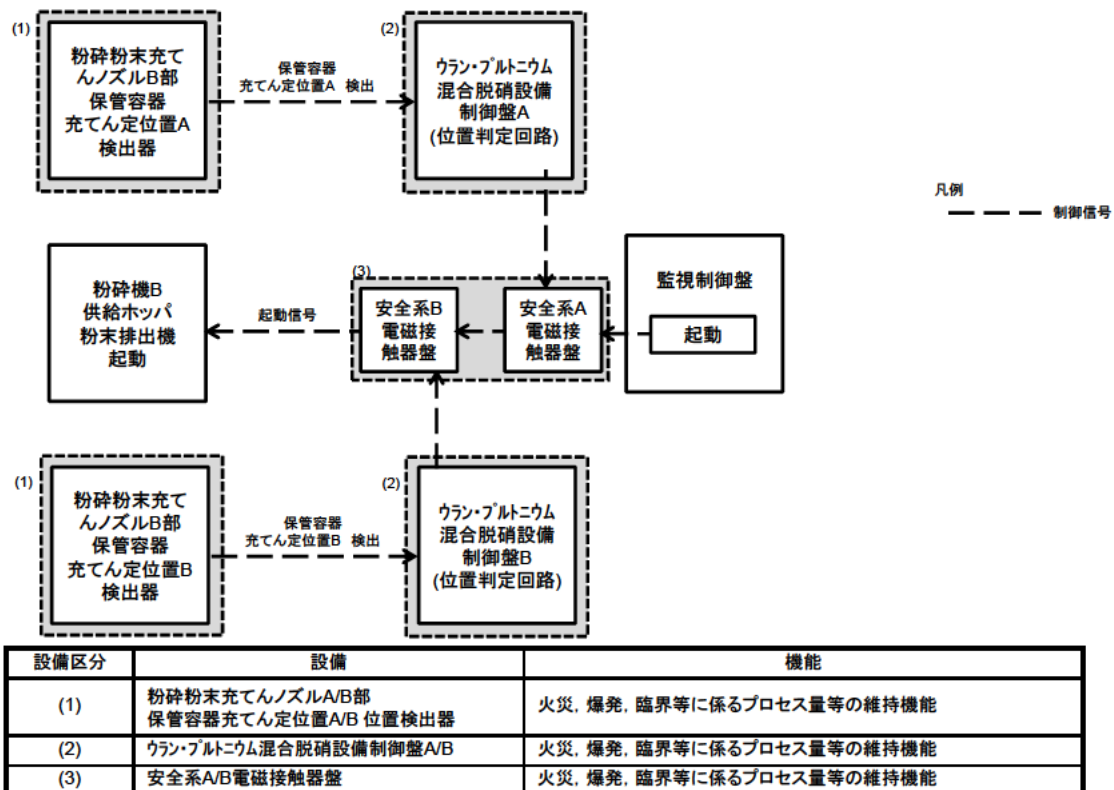 (1)
粉砕粉末充て
んノズルB部
保管容器
充てん定位置A
検出器
保管容器
充てん定位置A 検出
(2)
ウラン・プルトニウム
混合脱硝設備
制御盤A
(位置判定回路)
凡例
制御信号
粉砕機B
供給ホッパ
粉末排出機
起動
起動信号
(3)
安全系B
電磁接
触器盤
安全系A
電磁接
触器盤
監視制御盤
起動
(1)
粉砕粉末充て
んノズルB部
保管容器
充てん定位置B
検出器
保管容器
充てん定位置B 検出
(2)
ウラン・プルトニウム
混合脱硝設備
制御盤B
(位置判定回路)
設備区分 設備 機能
(1) 粉砕粉末充てんノズルA/B部
保管容器充てん定位置A/B 位置検出器 火災，爆発，臨界等に係るプロセス量等の維持機能
(2) ウラン・プルトニウム混合脱硝設備制御盤A/B 火災，爆発，臨界等に係るプロセス量等の維持機能
(3) 安全系A/B電磁接触器盤 火災，爆発，臨界等に係るプロセス量等の維持機能